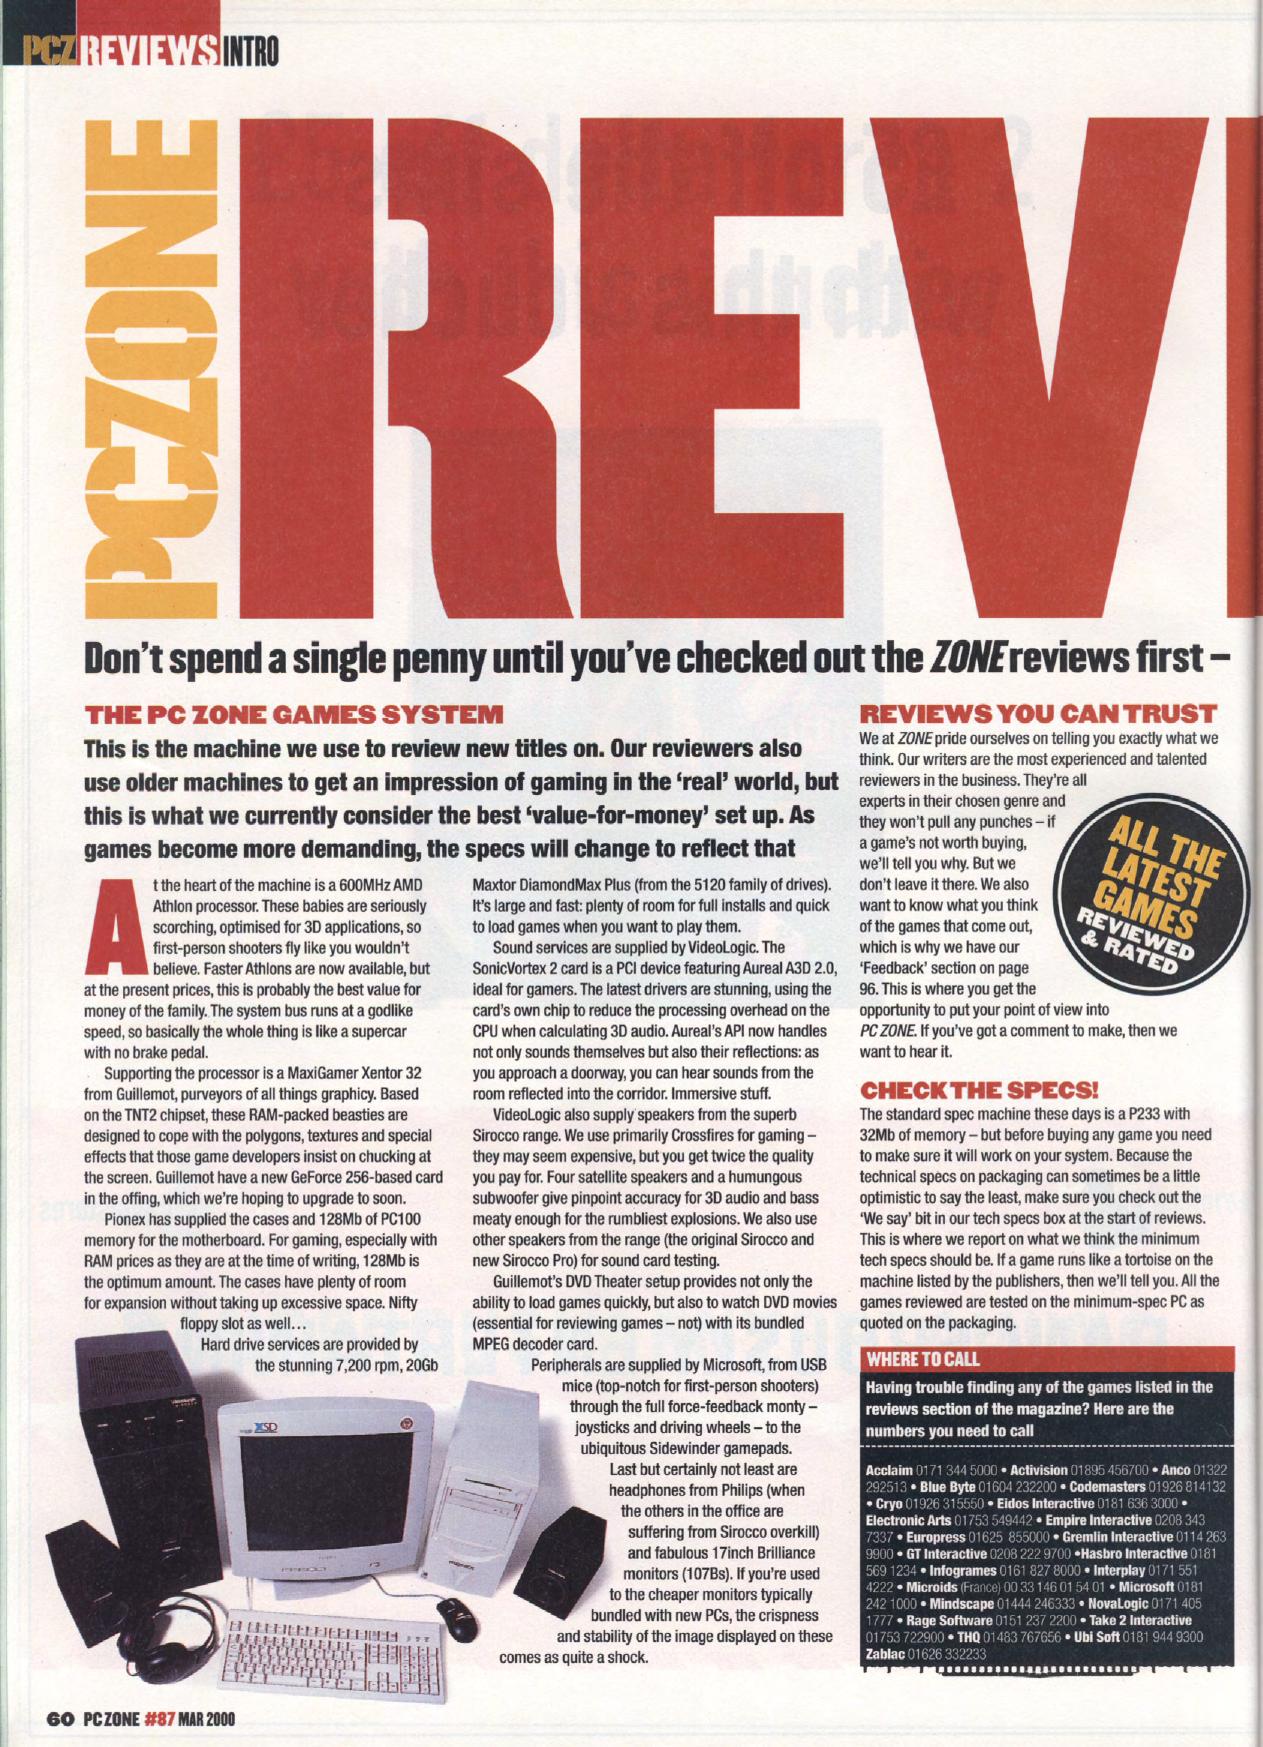 PCZ REVIEWS INTRO
PCZONE
REVI
Don't spend a single penny until you've checked out the ZONE reviews first –
THE PC ZONE GAMES SYSTEM
This is the machine we use to review new titles on. Our reviewers also
use older machines to get an impression of gaming in the 'real' world, but
this is what we currently consider the best 'value-for-money' set up. As
games become more demanding, the specs will change to reflect that
At the heart of the machine is a 600MHz AMD
Athlon processor. These babies are seriously
scorching, optimised for 3D applications, so
first-person shooters fly like you wouldn't
believe. Faster Athlons are now available, but
at the present prices, this is probably the best value for
money of the family. The system bus runs at a godlike
speed, so basically the whole thing is like a supercar
with no brake pedal.
Supporting the processor is a MaxiGamer Xentor 32
from Guillemot, purveyors of all things graphicy. Based
on the TNT2 chipset, these RAM-packed beasties are
designed to cope with the polygons, textures and special
effects that those game developers insist on chucking at
the screen. Guillemot have a new GeForce 256-based card
in the offing, which we're hoping to upgrade to soon.
Pionex has supplied the cases and 128Mb of PC100
memory for the motherboard. For gaming, especially with
RAM prices as they are at the time of writing, 128Mb is
the optimum amount. The cases have plenty of room
for expansion without taking up excessive space. Nifty
floppy slot as well...
Hard drive services are provided by
the stunning 7,200 rpm, 20Gb
Maxtor DiamondMax Plus (from the 5120 family of drives).
It's large and fast: plenty of room for full installs and quick
to load games when you want to play them.
Sound services are supplied by VideoLogic. The
SonicVortex 2 card is a PCI device featuring Aureal A3D 2.0,
ideal for gamers. The latest drivers are stunning, using the
card's own chip to reduce the processing overhead on the
CPU when calculating 3D audio. Aureal's API now handles
not only sounds themselves but also their reflections: as
you approach a doorway, you can hear sounds from the
room reflected into the corridor. Immersive stuff.
VideoLogic also supply speakers from the superb
Sirocco range. We use primarily Crossfires for gaming –
they may seem expensive, but you get twice the quality
you pay for. Four satellite speakers and a humungous
subwoofer give pinpoint accuracy for 3D audio and bass
meaty enough for the rumbliest explosions. We also use
other speakers from the range (the original Sirocco and
new Sirocco Pro) for sound card testing.
Guillemot's DVD Theater setup provides not only the
ability to load games quickly, but also to watch DVD movies
(essential for reviewing games – not) with its bundled
MPEG decoder card.
Peripherals are supplied by Microsoft, from USB
mice (top-notch for first-person shooters)
through the full force-feedback monty –
joysticks and driving wheels – to the
ubiquitous Sidewinder gamepads.
Last but certainly not least are
headphones from Philips (when
the others in the office are
suffering from Sirocco overkill)
and fabulous 17inch Brilliance
monitors (107Bs). If you're used
to the cheaper monitors typically
bundled with new PCs, the crispness
and stability of the image displayed on these
comes as quite a shock.
XSD
REVIEWS YOU CAN TRUST
We at ZONE pride ourselves on telling you exactly what we
think. Our writers are the most experienced and talented
reviewers in the business. They're all
experts in their chosen genre and
they won't pull any punches – if
a game's not worth buying,
we'll tell you why. But we
don't leave it there. We also
want to know what you think
of the games that come out,
which is why we have our
'Feedback' section on page
96. This is where you get the
opportunity to put your point of view into
PC ZONE. If you've got a comment to make, then we
want to hear it.
ALL THE
LATEST
GAMES
REVIEWED
& RATED
CHECK THE SPECS!
The standard spec machine these days is a P233 with
32Mb of memory – but before buying any game you need
to make sure it will work on your system. Because the
technical specs on packaging can sometimes be a little
optimistic to say the least, make sure you check out the
'We say' bit in our tech specs box at the start of reviews.
This is where we report on what we think the minimum
tech specs should be. If a game runs like a tortoise on the
machine listed by the publishers, then we'll tell you. All the
games reviewed are tested on the minimum-spec PC as
quoted on the packaging.
WHERE TO CALL
Having trouble finding any of the games listed in the
reviews section of the magazine? Here are the
numbers you need to call
Acclaim 0171 344 5000 • Activision 01895 456700 • Anco 01322
292513 • Blue Byte 01604 232200 • Codemasters 01926 814132
• Cryo 01926 315550 • Eidos Interactive 0181 636 3000 •
Electronic Arts 01753 549442 • Empire Interactive 0208 343
7337 • Europress 01625 855000 • Gremlin Interactive 0114 263
9900 • GT Interactive 0208 222 9700 •Hasbro Interactive 0181
569 1234 • Infogrames 0161 827 8000 • Interplay 0171 551
4222 • Microids (France) 00 33 146 01 54 01 • Microsoft 0181
242 1000 • Mindscape 01444 246333 • NovaLogic 0171 405
1777 • Rage Software 0151 237 2200 • Take 2 Interactive
01753 722900 • THQ 01483 767656 • Ubi Soft 0181 944 9300
Zablac 01626 332233
60 PC ZONE #87 MAR 2000